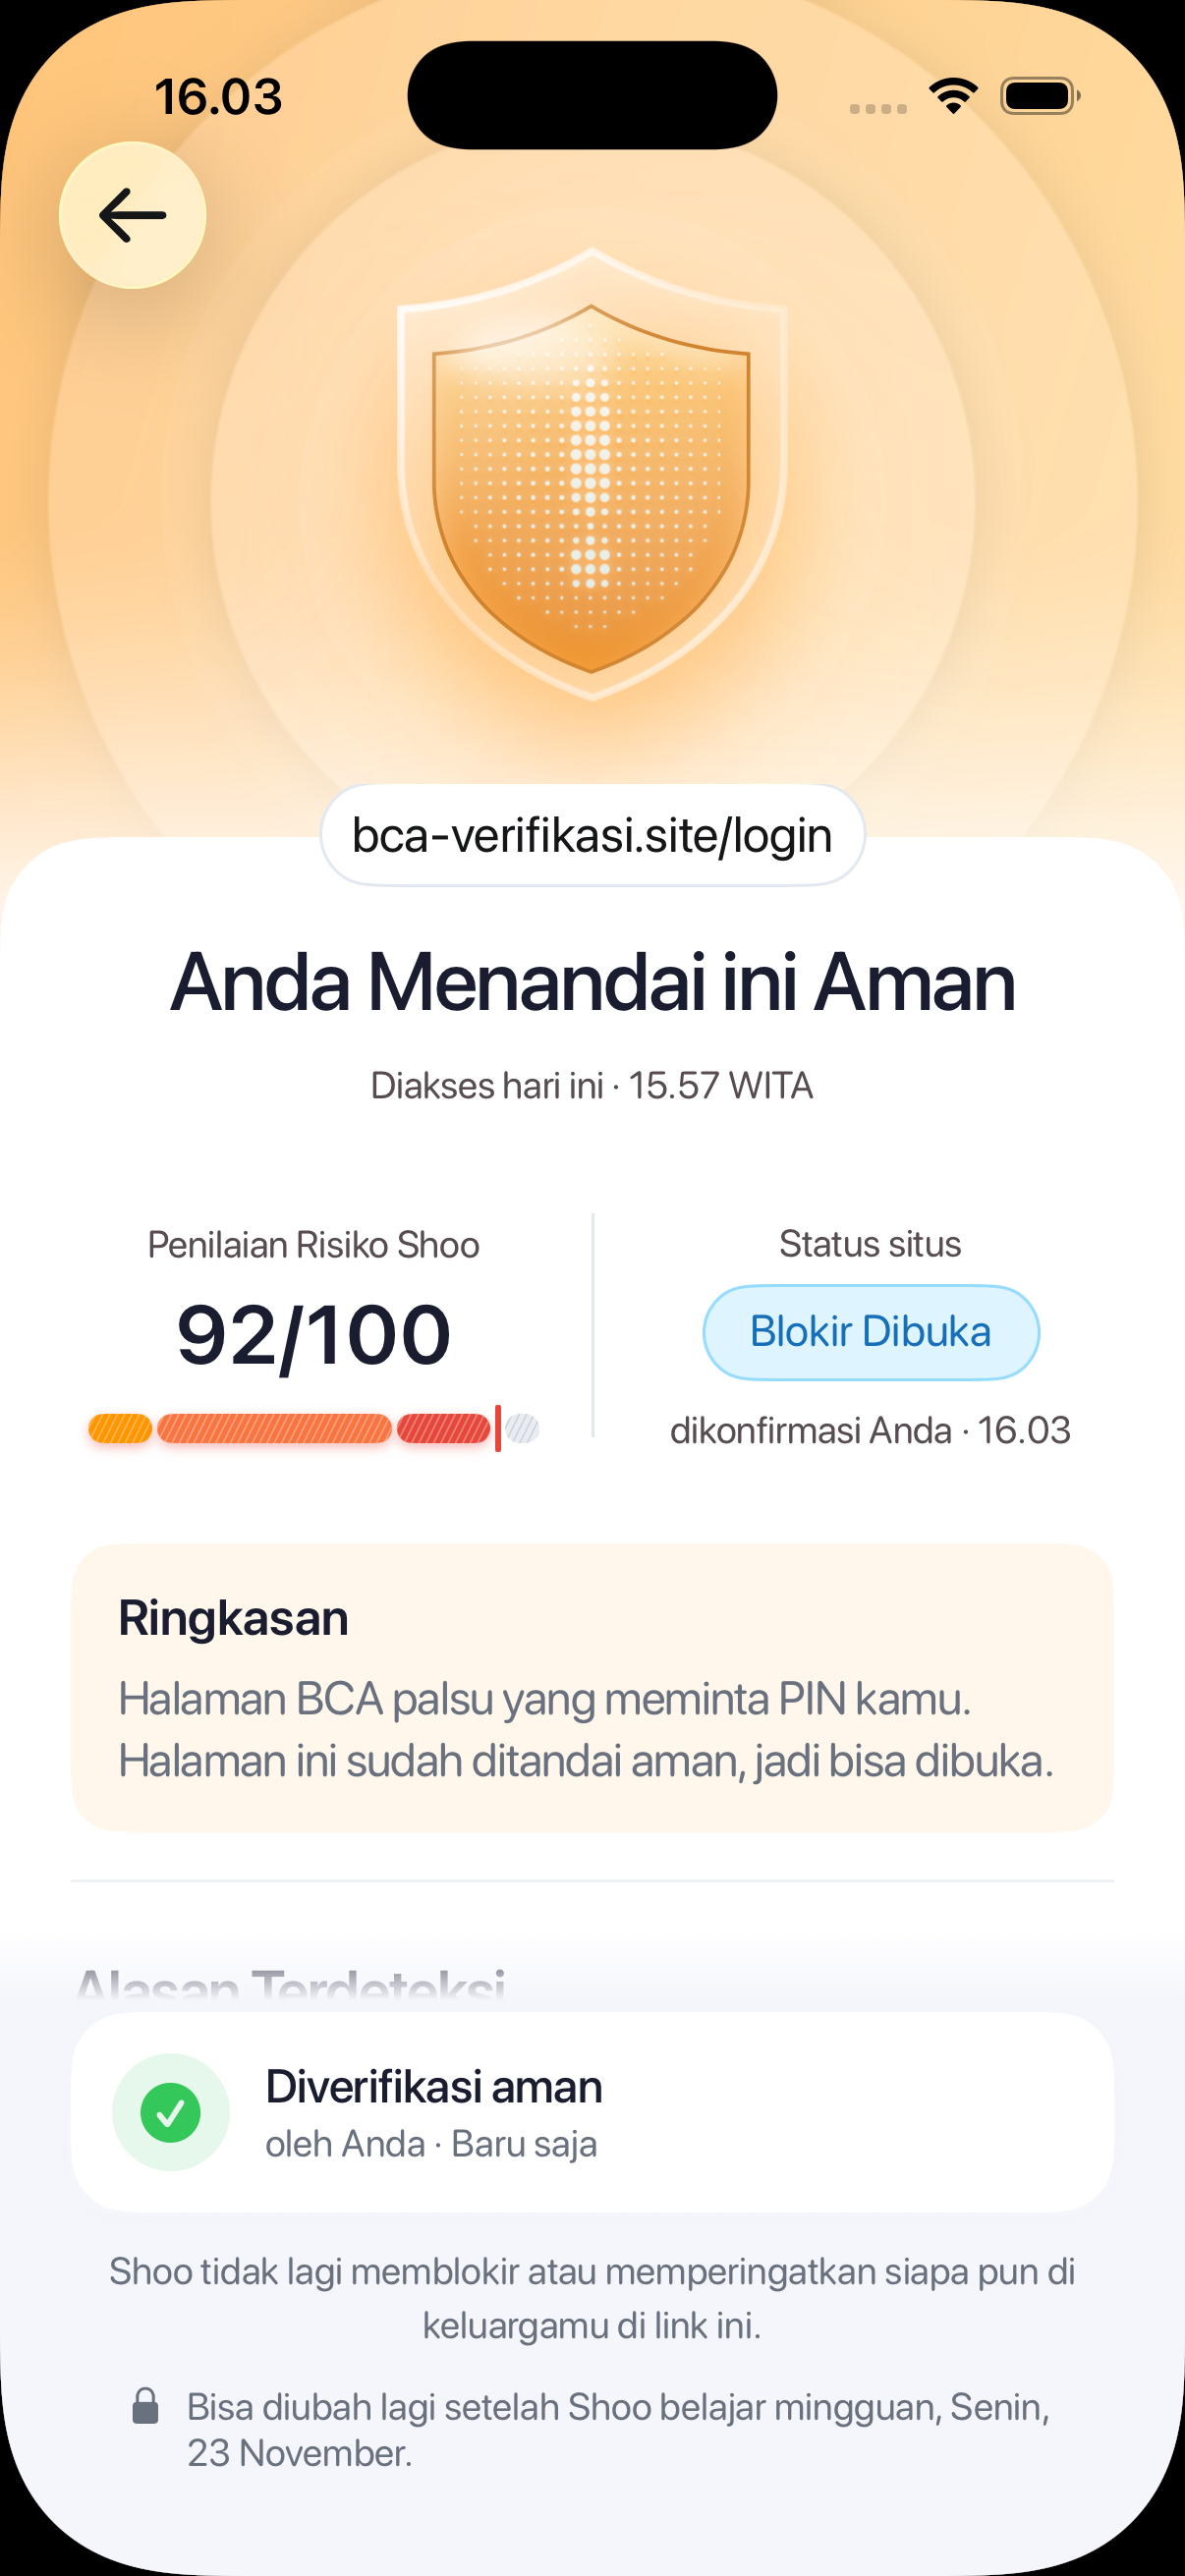 16.03
bca-verifikasi.site/login
Anda Menandai ini Aman
Diakses hari ini · 15.57 WITA
Penilaian Risiko Shoo
92/100
Status situs
Blokir Dibuka
dikonfirmasi Anda · 16.03
Ringkasan
Halaman BCA palsu yang meminta PIN kamu.
Halaman ini sudah ditandai aman, jadi bisa dibuka.
Alasan Terdeteksi
Diverifikasi aman
oleh Anda · Baru saja
Shoo tidak lagi memblokir atau memperingatkan siapa pun di
keluargamu di link ini.
Bisa diubah lagi setelah Shoo belajar mingguan, Senin,
23 November.